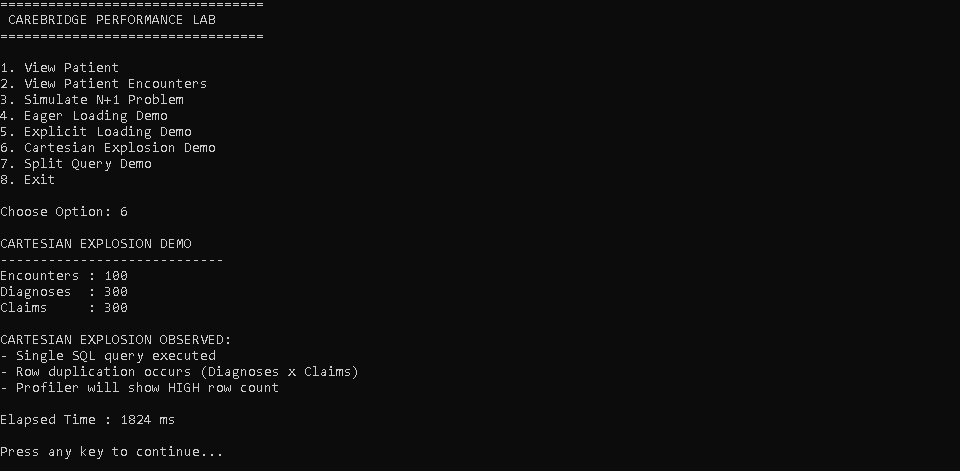 =================================
CAREBRIDGE PERFORMANCE LAB
=================================
1. View Patient
2. View Patient Encounters
3. Simulate N+1 Problem
4. Eager Loading Demo
5. Explicit Loading Demo
6. Cartesian Explosion Demo
7. Split Query Demo
8. Exit
Choose Option: 6
CARTESIAN EXPLOSION DEMO
----------------------------
Encounters : 100
Diagnoses  : 300
Claims     : 300
CARTESIAN EXPLOSION OBSERVED:
- Single SQL query executed
- Row duplication occurs (Diagnoses x Claims)
- Profiler will show HIGH row count
Elapsed Time : 1824 ms
Press any key to continue...